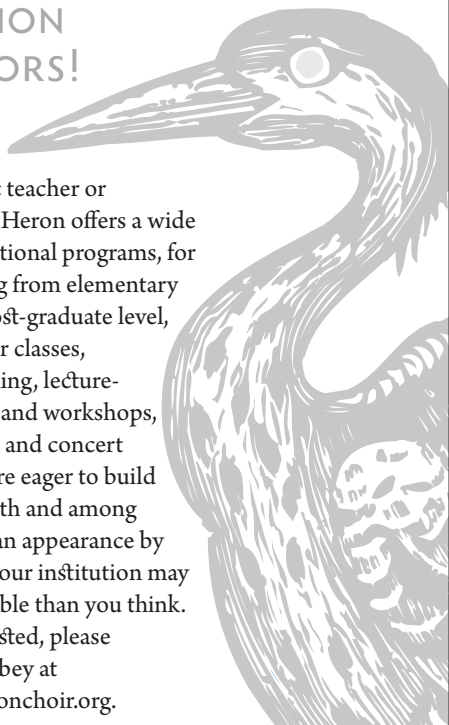 ION
ORS!
teacher or
Heron offers a wide
tional programs, for
g from elementary
st-graduate level,
r classes,
ing, lecture-
and workshops,
and concert
re eager to build
th and among
an appearance by
our institution may
ble than you think.
sted, please
bey at
onchoir.org.